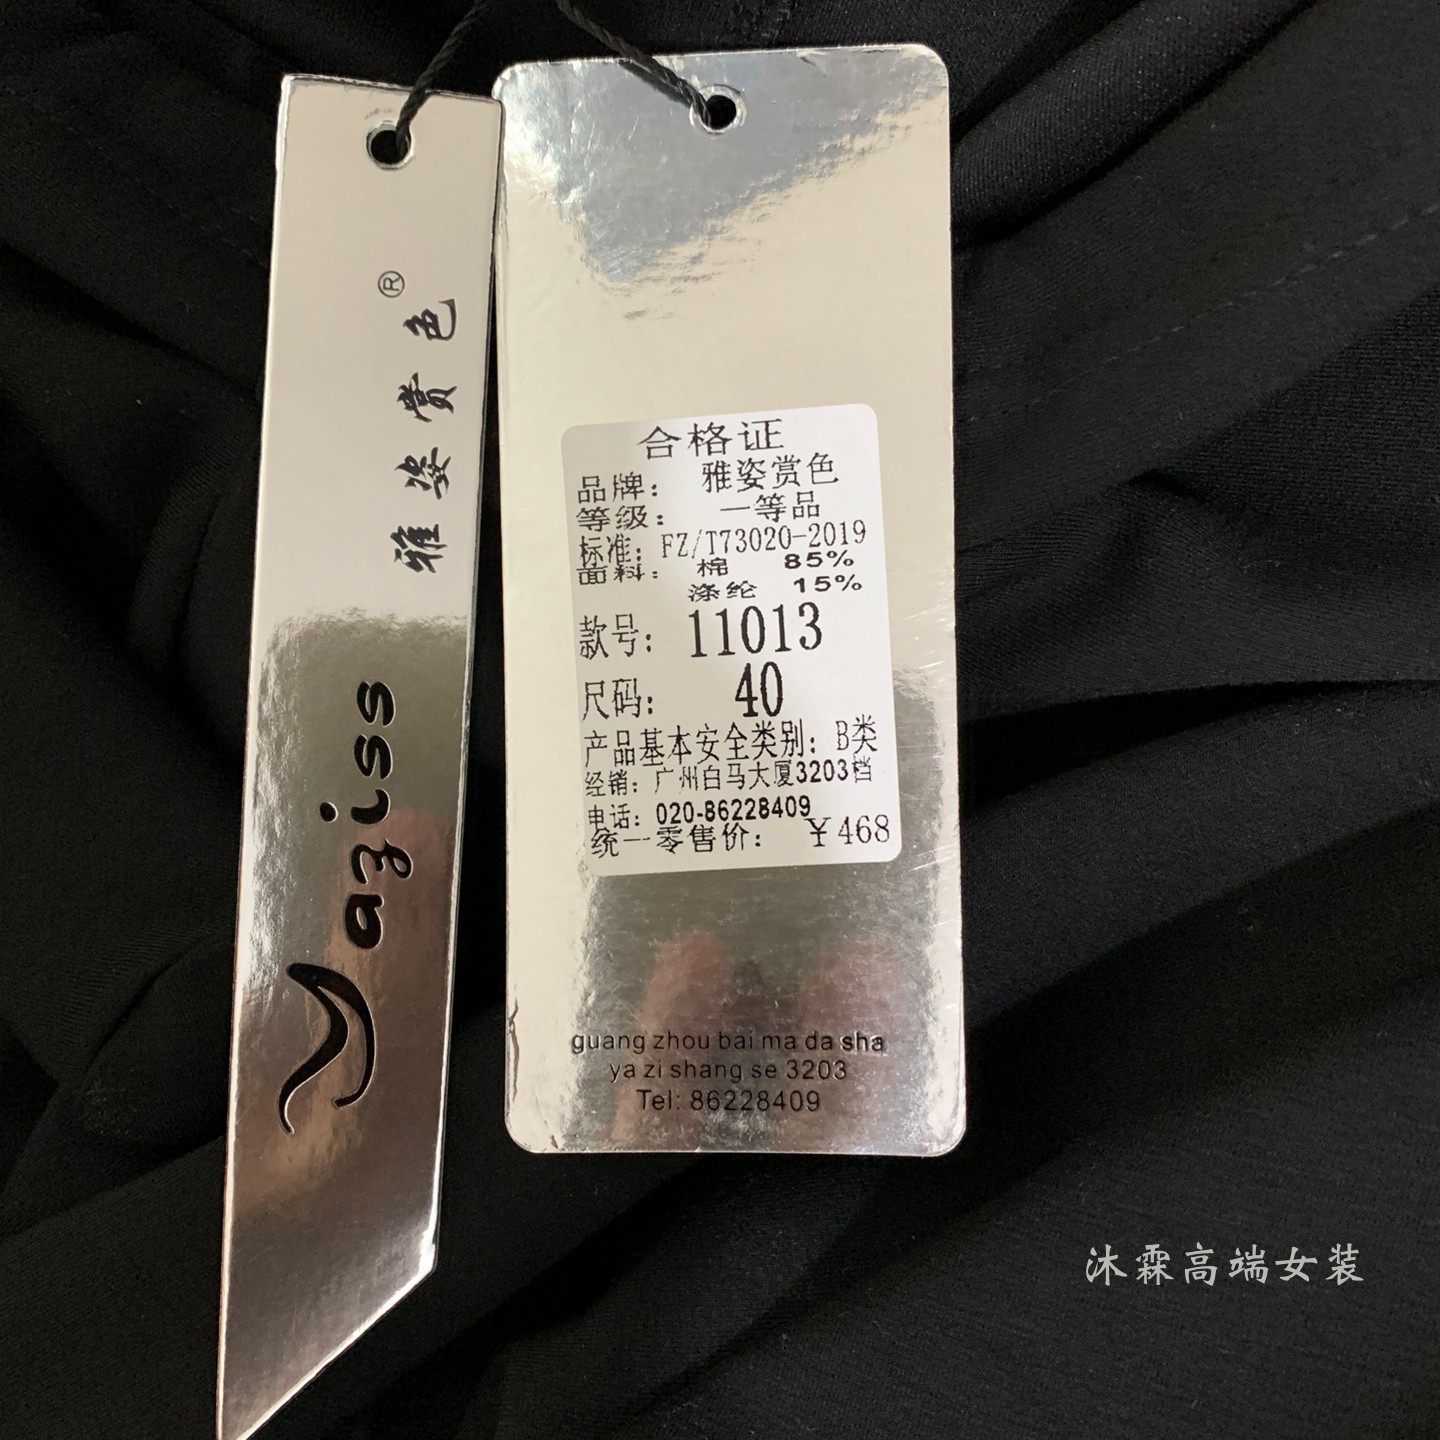 雅姿赏色®
Yaziss
合格证
品牌： 雅姿赏色
等级： 一等品
标准：FZ/T73020-2019
面料： 棉 85%
涤纶 15%
款号：11013
尺码： 40
产品基本安全类别：B类
经销：广州白马大厦3203档
电话：020-86228409
统一零售价： ￥468
guang zhou bai ma da sha
ya zi shang se 3203
Tel: 86228409
沐霖高端女装